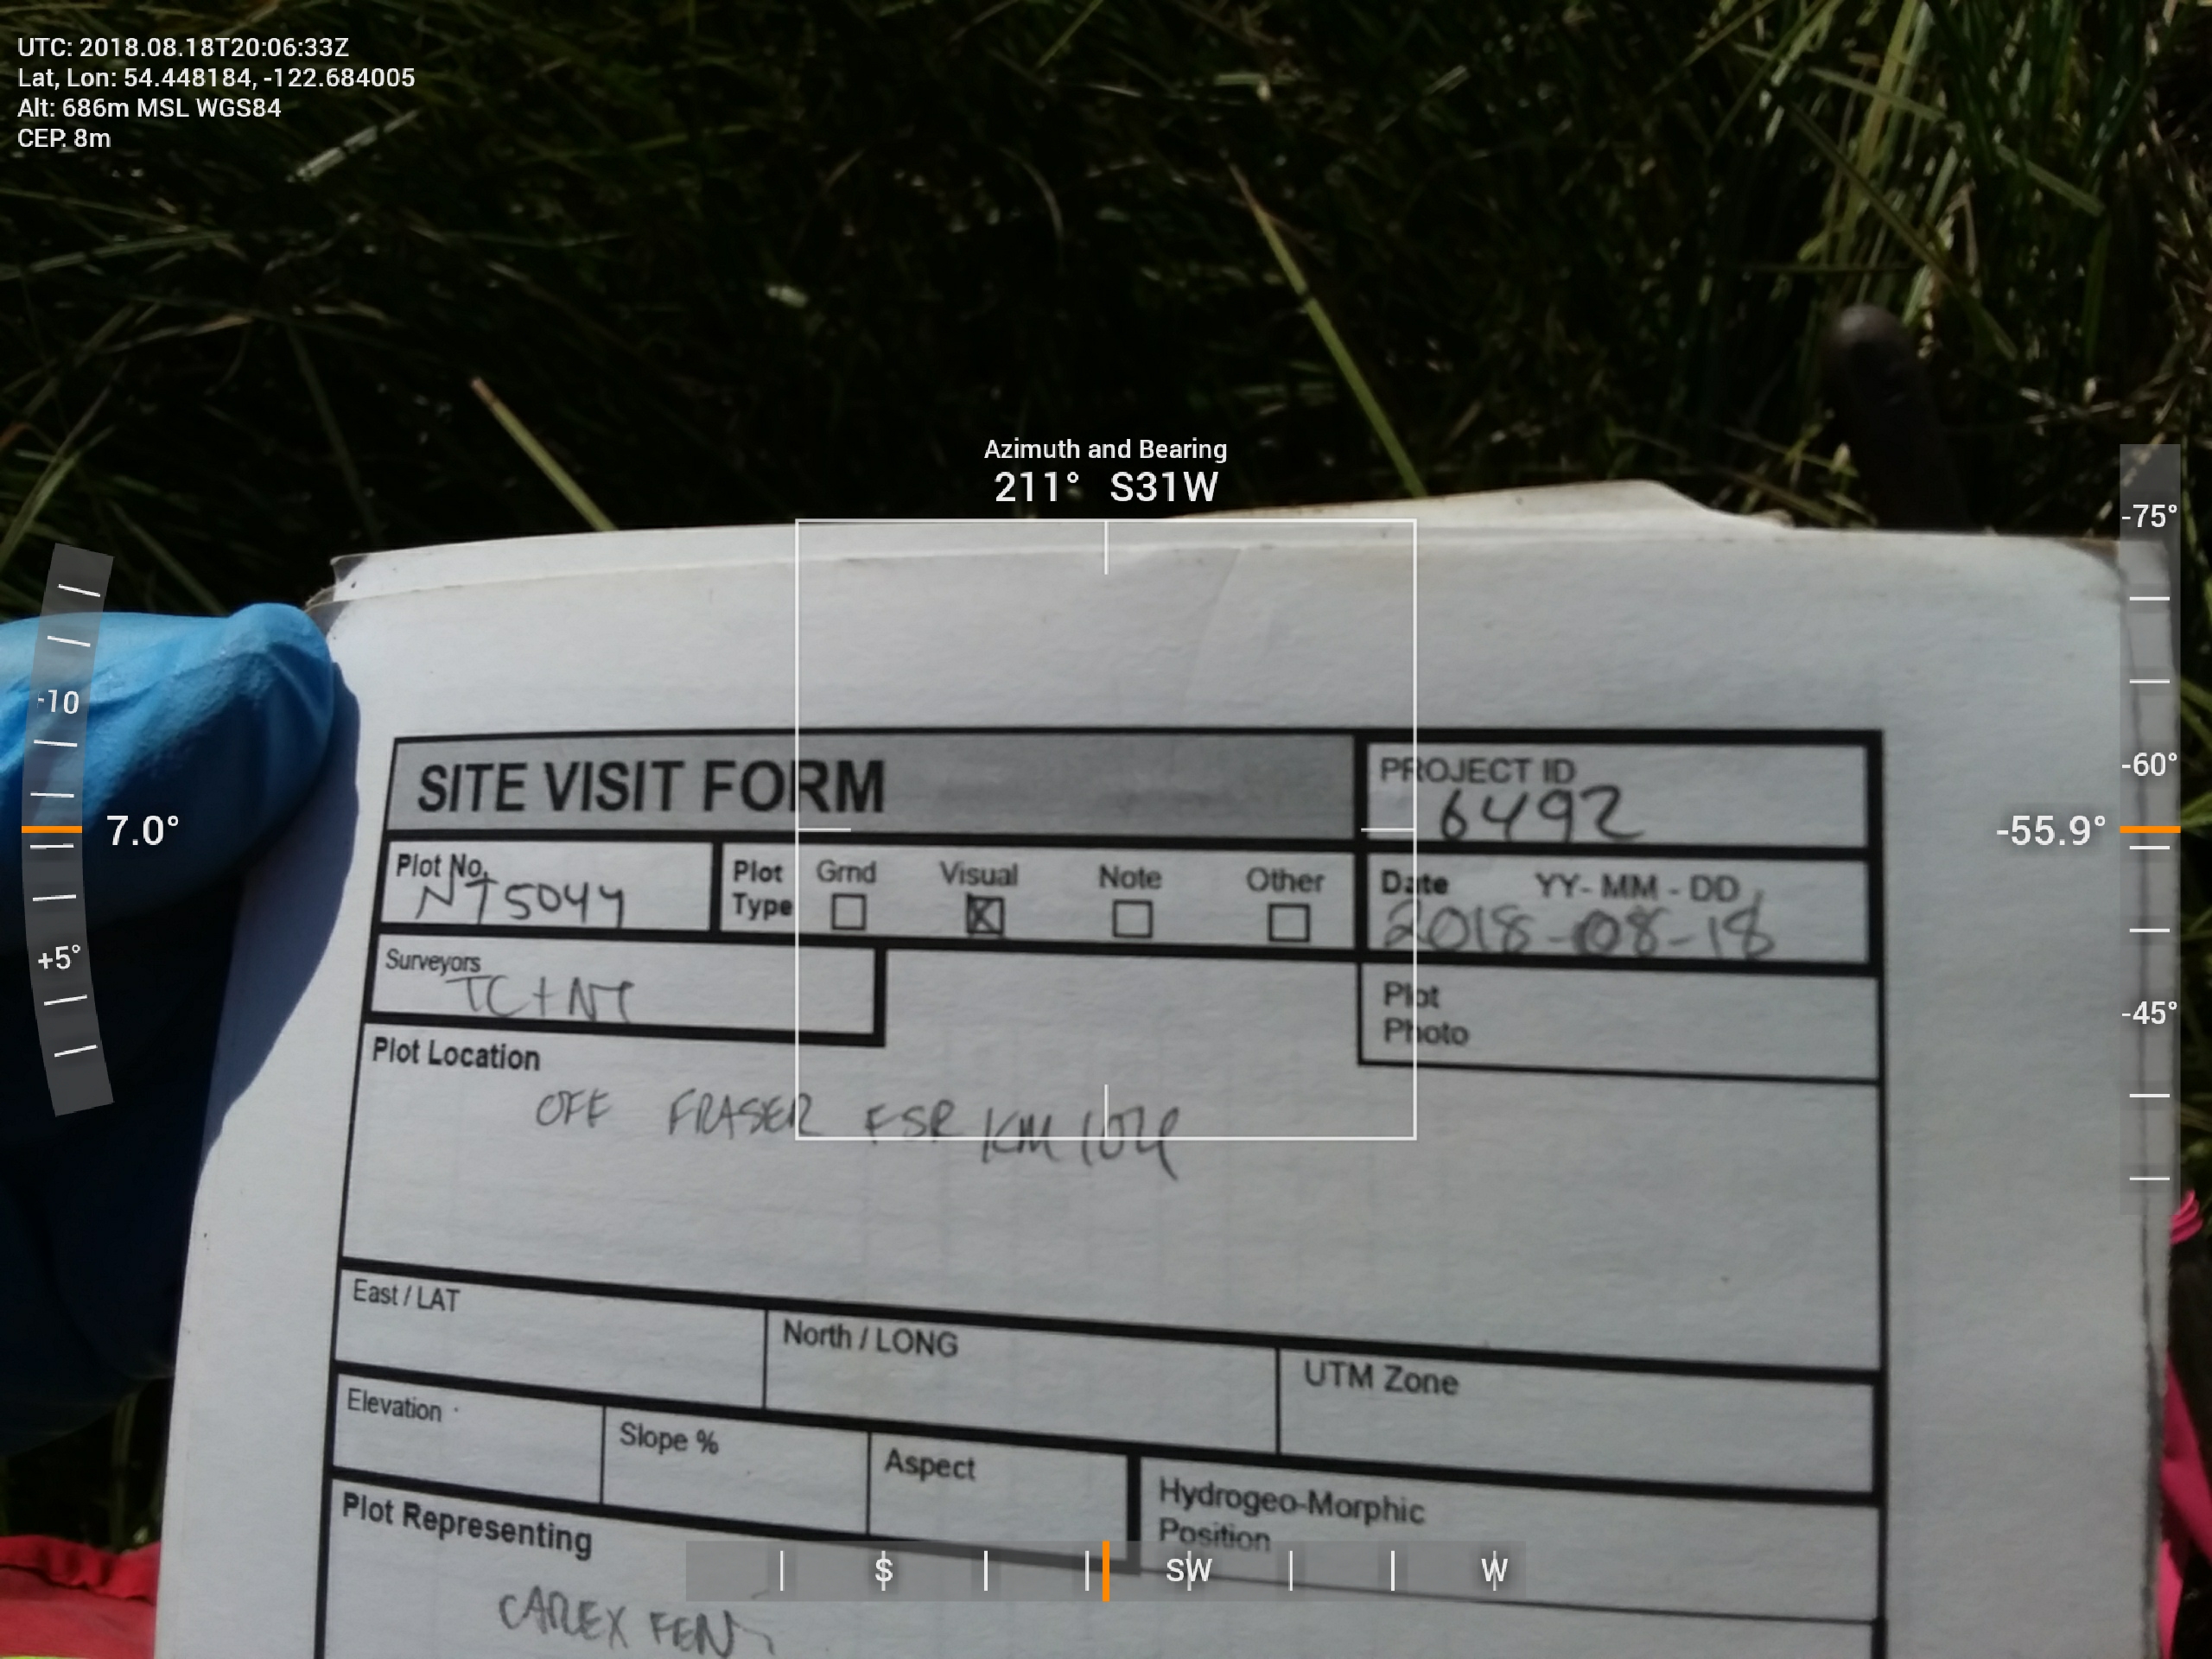 UTC: 2018.08.18T20:06:33Z
Lat, Lon: 54.448184, -122.684005
Alt: 686m MSL WGS84
CEP: 8m
Azimuth and Bearing
211° S31W
-75°
-60°
-55.9°
-45°
-10
7.0°
+5°
SITE VISIT FORM
PROJECT ID
6492
Plot No.
NT5044
Plot Type
Grnd Visual Note Other
Date YY-MM-DD
2018-08-18
Surveyors
TC+NT
Plot Photo
Plot Location
OFF FRASER FSR KM 104
East / LAT
North / LONG
UTM Zone
Elevation
Slope %
Aspect
Hydrogeo-Morphic
Position
Plot Representing
CAREX FEN
S SW W